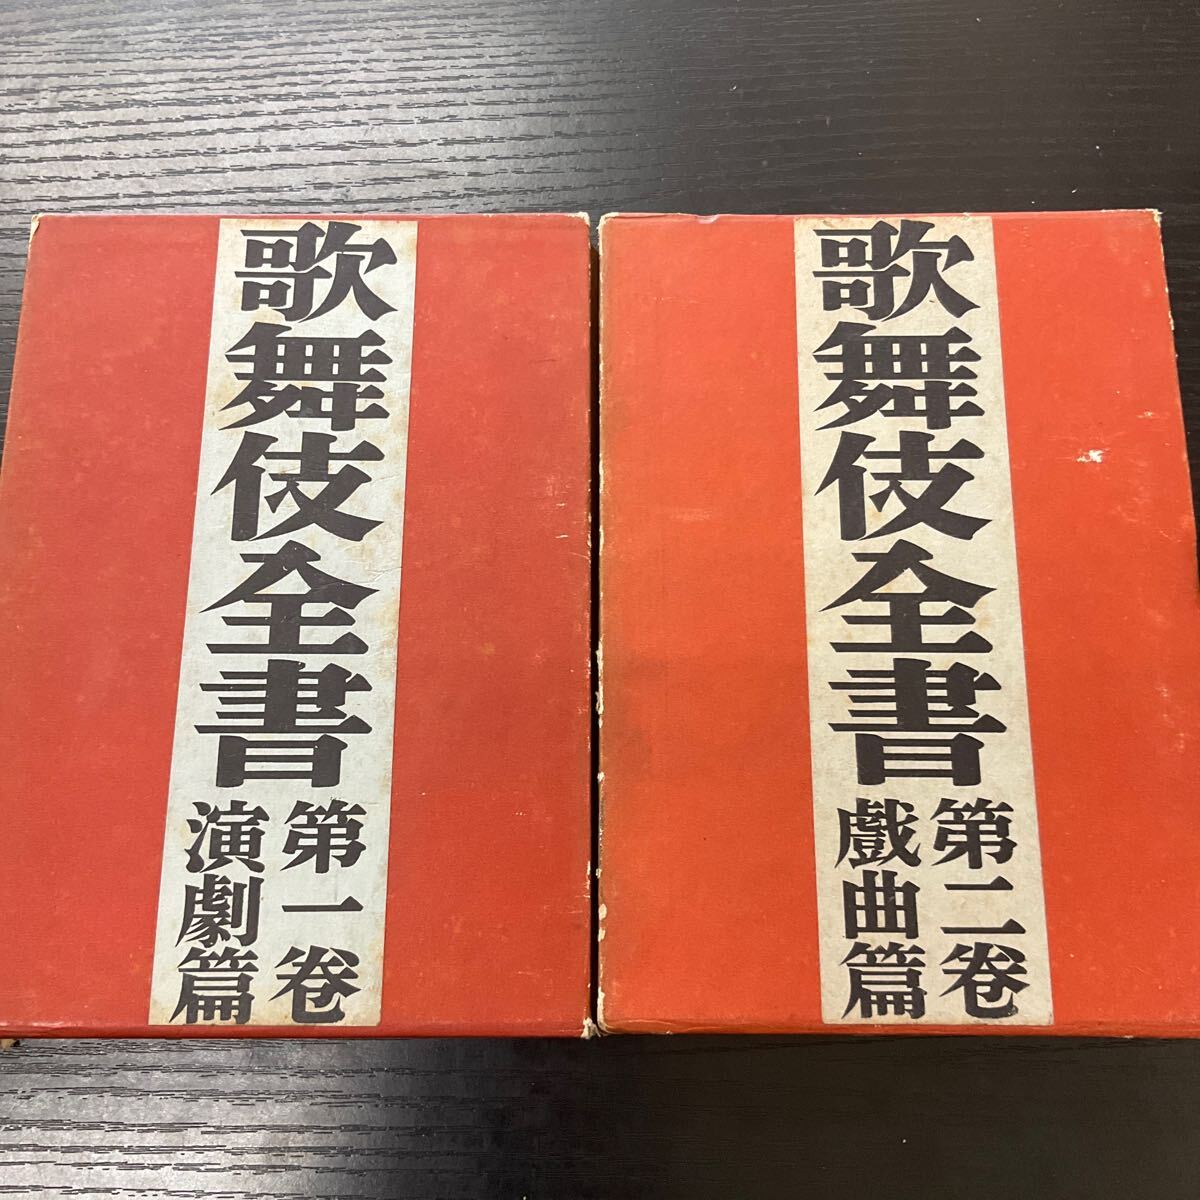 歌舞伎全書
第一卷
演劇篇
歌舞伎全書
第二卷
戲曲篇